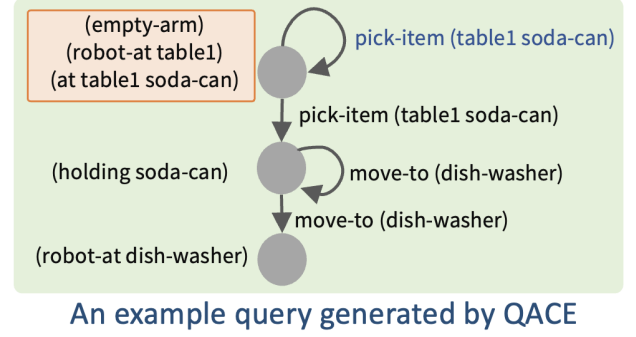 (empty-arm)
(robot-at table1)
(at table1 soda-can)
pick-item (table1 soda-can)
pick-item (table1 soda-can)
(holding soda-can)
move-to (dish-washer)
move-to (dish-washer)
(robot-at dish-washer)
An example query generated by QACE